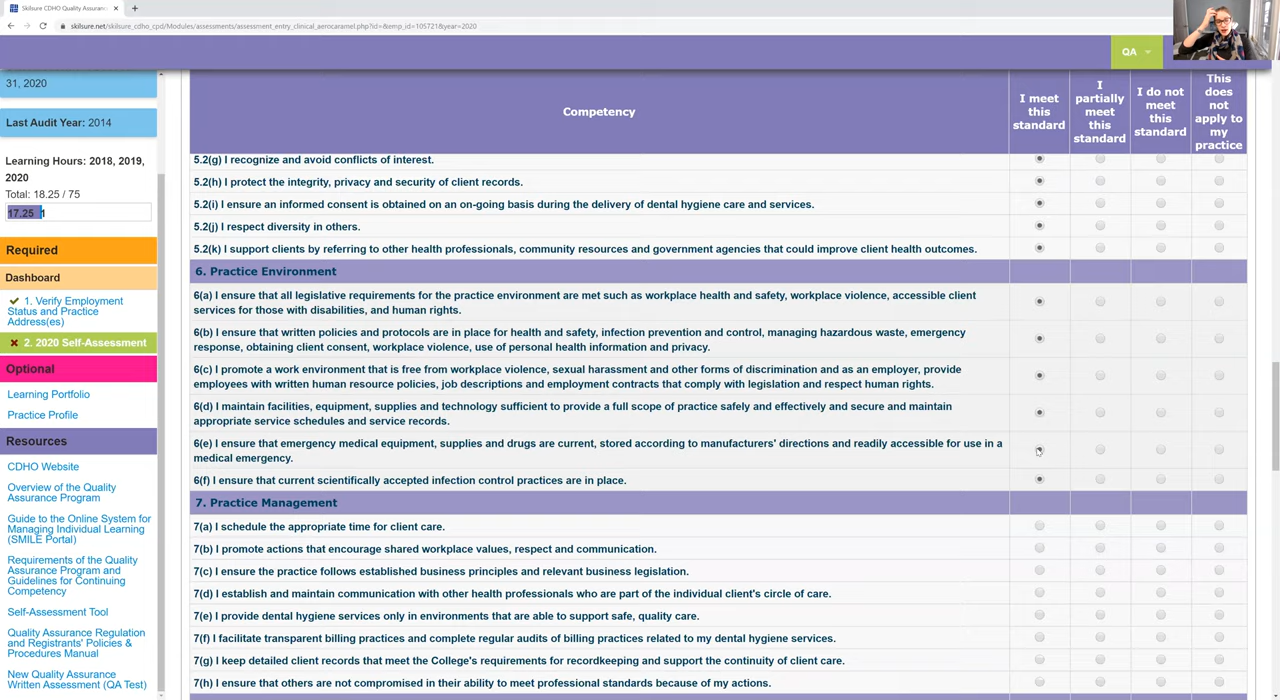 Skilsure CDHO Quality Assuranc
skilsure.net/skilsure_cdho_cpd/Modules/assessments/assessment_entry_clinical_aerocaramel.php?id=&emp_id=105721&year=2020
QA
31, 2020
Last Audit Year: 2014
Learning Hours: 2018, 2019,
2020
Total: 18.25 / 75
17.25 1
Required
Dashboard
1. Verify Employment
Status and Practice
Address(es)
2. 2020 Self-Assessment
Optional
Learning Portfolio
Practice Profile
Resources
CDHO Website
Overview of the Quality
Assurance Program
Guide to the Online System for
Managing Individual Learning
(SMILE Portal)
Requirements of the Quality
Assurance Program and
Guidelines for Continuing
Competency
Self-Assessment Tool
Quality Assurance Regulation
and Registrants' Policies &
Procedures Manual
New Quality Assurance
Written Assessment (QA Test)
Competency
I meet
this
standard
I
partially
meet
this
standard
I do not
meet
this
standard
This
does
not
apply to
my
practice
5.2(g) I recognize and avoid conflicts of interest.
5.2(h) I protect the integrity, privacy and security of client records.
5.2(i) I ensure an informed consent is obtained on an on-going basis during the delivery of dental hygiene care and services.
5.2(j) I respect diversity in others.
5.2(k) I support clients by referring to other health professionals, community resources and government agencies that could improve client health outcomes.
6. Practice Environment
6(a) I ensure that all legislative requirements for the practice environment are met such as workplace health and safety, workplace violence, accessible client
services for those with disabilities, and human rights.
6(b) I ensure that written policies and protocols are in place for health and safety, infection prevention and control, managing hazardous waste, emergency
response, obtaining client consent, workplace violence, use of personal health information and privacy.
6(c) I promote a work environment that is free from workplace violence, sexual harassment and other forms of discrimination and as an employer, provide
employees with written human resource policies, job descriptions and employment contracts that comply with legislation and respect human rights.
6(d) I maintain facilities, equipment, supplies and technology sufficient to provide a full scope of practice safely and effectively and secure and maintain
appropriate service schedules and service records.
6(e) I ensure that emergency medical equipment, supplies and drugs are current, stored according to manufacturers' directions and readily accessible for use in a
medical emergency.
6(f) I ensure that current scientifically accepted infection control practices are in place.
7. Practice Management
7(a) I schedule the appropriate time for client care.
7(b) I promote actions that encourage shared workplace values, respect and communication.
7(c) I ensure the practice follows established business principles and relevant business legislation.
7(d) I establish and maintain communication with other health professionals who are part of the individual client's circle of care.
7(e) I provide dental hygiene services only in environments that are able to support safe, quality care.
7(f) I facilitate transparent billing practices and complete regular audits of billing practices related to my dental hygiene services.
7(g) I keep detailed client records that meet the College's requirements for recordkeeping and support the continuity of client care.
7(h) I ensure that others are not compromised in their ability to meet professional standards because of my actions.